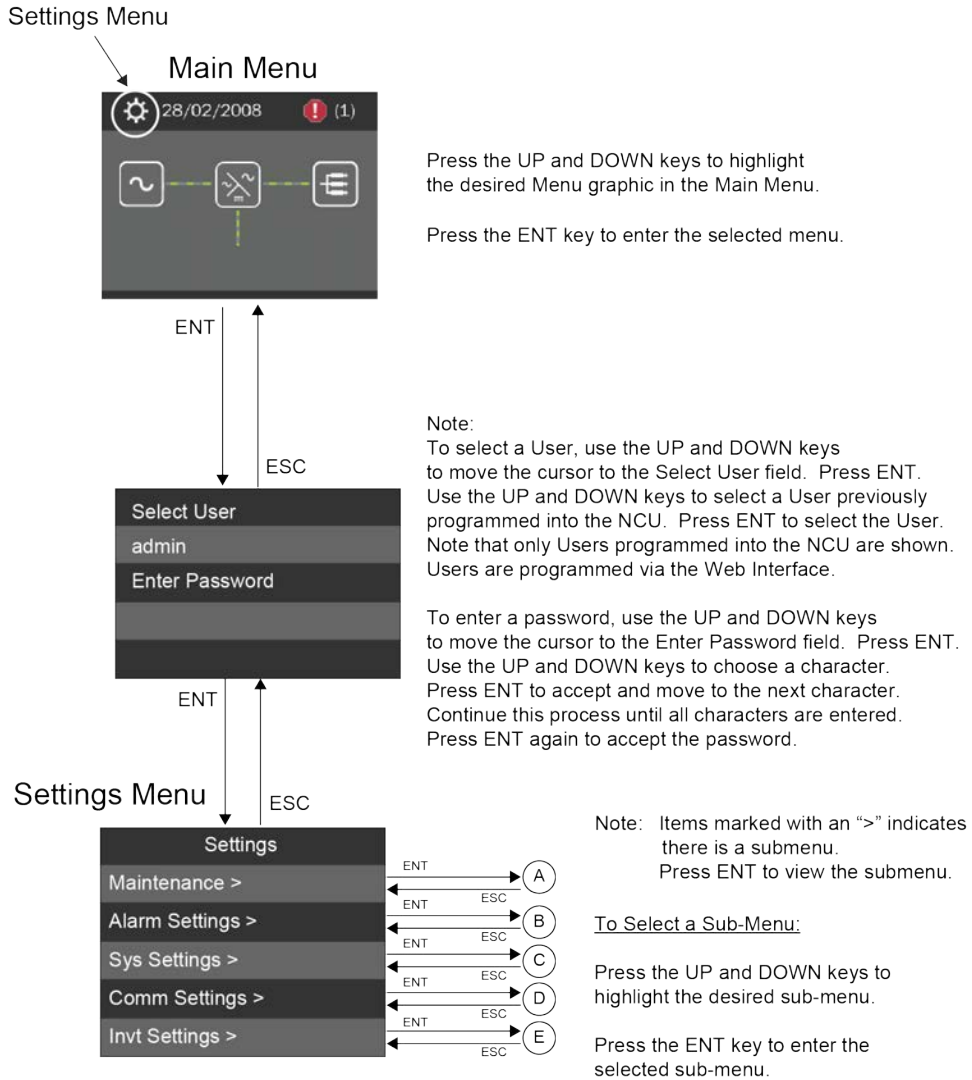 Settings Menu
Main Menu
28/02/2008 (1)
Press the UP and DOWN keys to highlight
the desired Menu graphic in the Main Menu.
Press the ENT key to enter the selected menu.
ENT
ESC
Note:
To select a User, use the UP and DOWN keys
to move the cursor to the Select User field. Press ENT.
Use the UP and DOWN keys to select a User previously
programmed into the NCU. Press ENT to select the User.
Note that only Users programmed into the NCU are shown.
Users are programmed via the Web Interface.
To enter a password, use the UP and DOWN keys
to move the cursor to the Enter Password field. Press ENT.
Use the UP and DOWN keys to choose a character.
Press ENT to accept and move to the next character.
Continue this process until all characters are entered.
Press ENT again to accept the password.
Select User
admin
Enter Password
ENT
ESC
Settings Menu
Settings
Maintenance >
ENT
ESC
A
Alarm Settings >
ENT
ESC
B
Sys Settings >
ENT
ESC
C
Comm Settings >
ENT
ESC
D
Invt Settings >
ENT
ESC
E
Note: Items marked with an “>” indicates
there is a submenu.
Press ENT to view the submenu.
To Select a Sub-Menu:
Press the UP and DOWN keys to
highlight the desired sub-menu.
Press the ENT key to enter the
selected sub-menu.